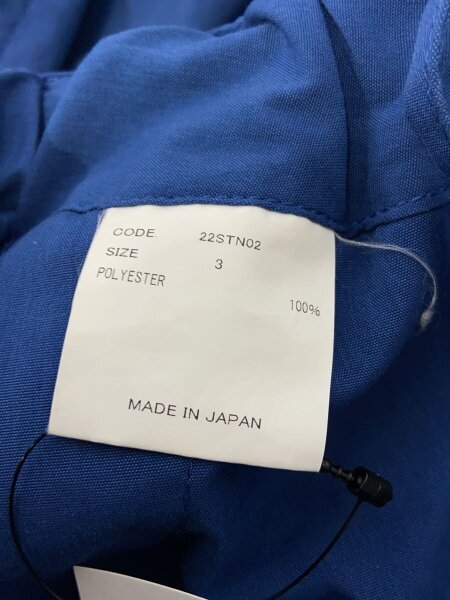 CODE. 22STN02
SIZE 3
POLYESTER
100%
MADE IN JAPAN